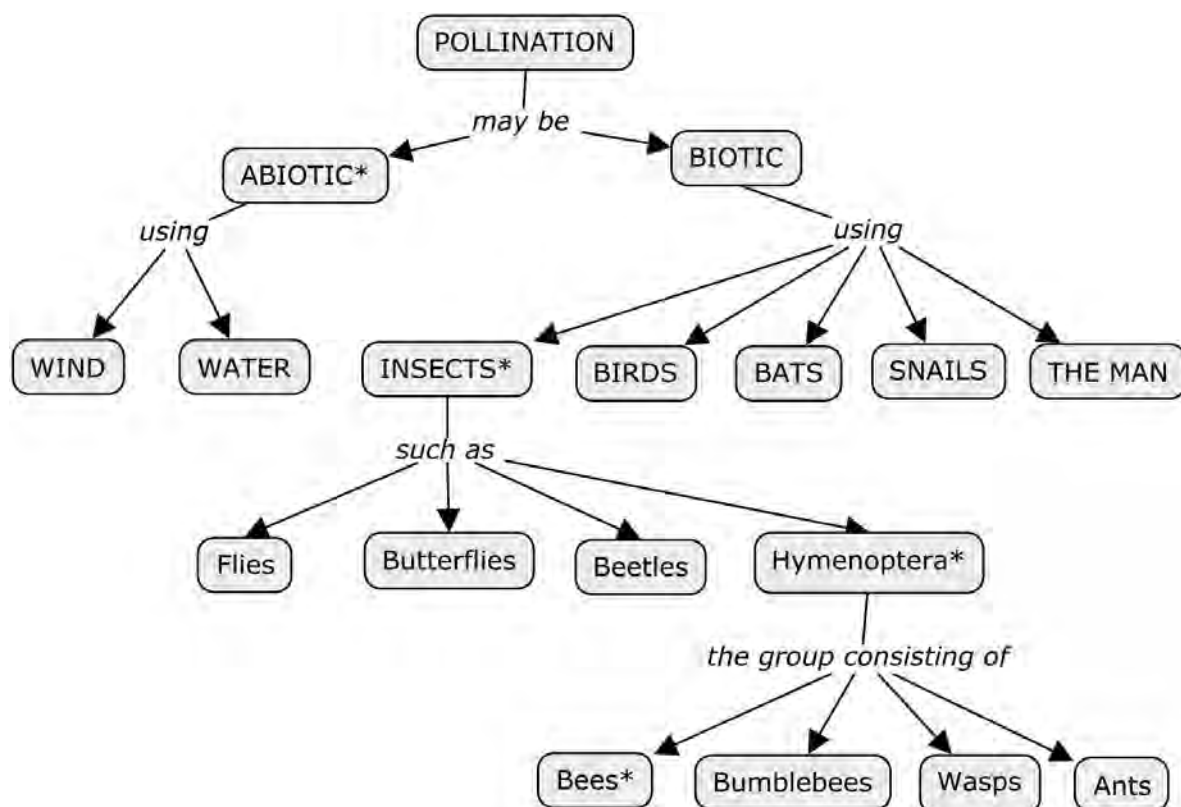 POLLINATION
may be
ABIOTIC*
BIOTIC
using
using
WIND
WATER
INSECTS*
BIRDS
BATS
SNAILS
THE MAN
such as
Flies
Butterflies
Beetles
Hymenoptera*
the group consisting of
Bees*
Bumblebees
Wasps
Ants